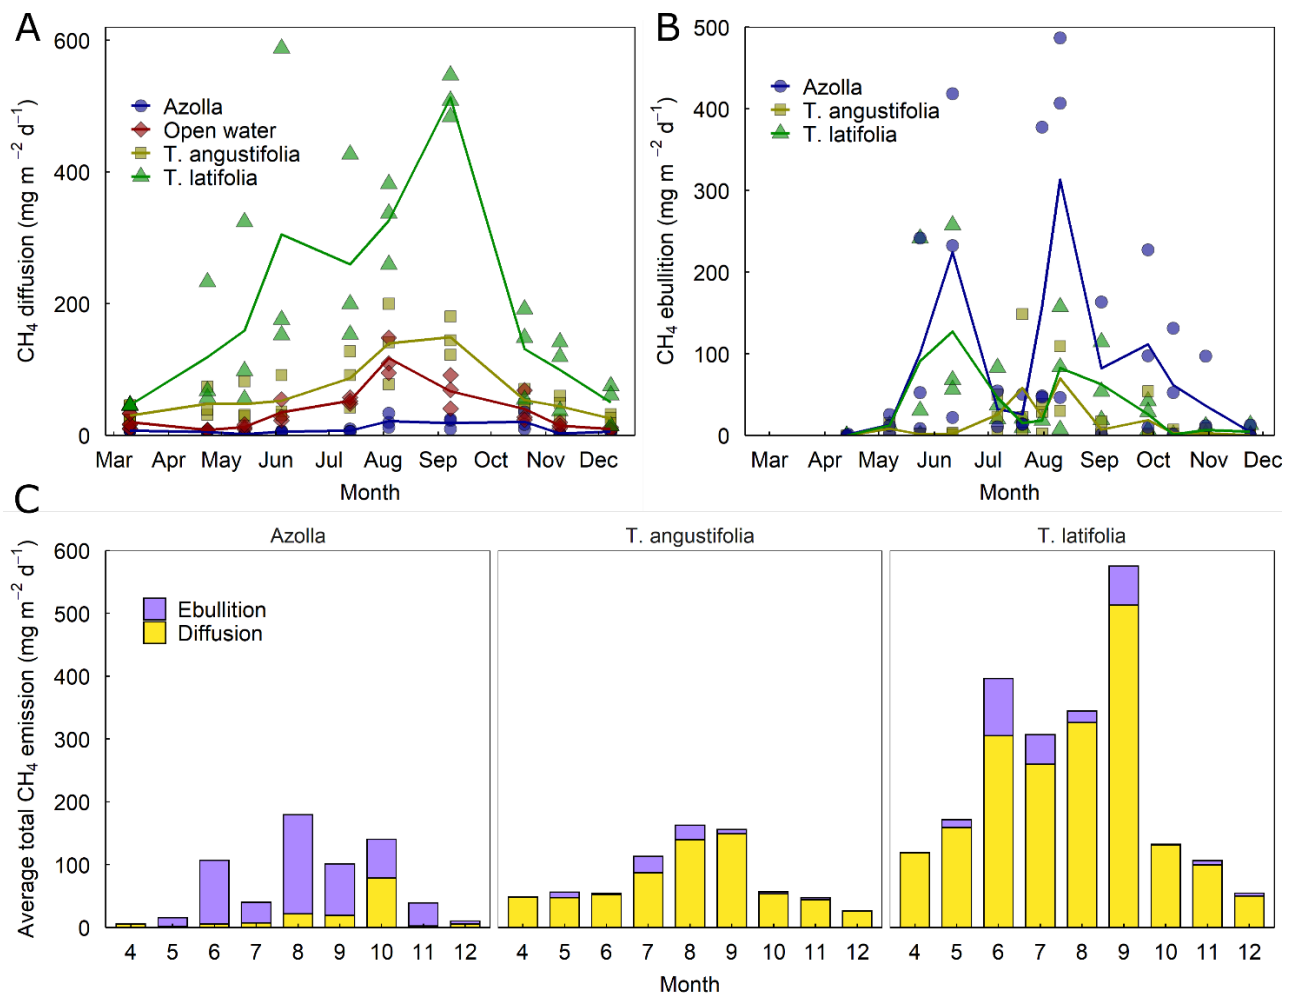 A
B
600
400
200
0
CH4 diffusion (mg m −2 d−1)
Azolla
Open water
T. angustifolia
T. latifolia
Mar Apr May Jun Jul Aug Sep Oct Nov Dec
Month
500
400
300
200
100
0
CH4 ebullition (mg m −2 d−1)
Azolla
T. angustifolia
T. latifolia
Mar Apr May Jun Jul Aug Sep Oct Nov Dec
Month
C
Azolla
T. angustifolia
T. latifolia
600
500
400
300
200
100
0
Average total CH4 emission (mg m−2 d−1)
Ebullition
Diffusion
4 5 6 7 8 9 10 11 12
4 5 6 7 8 9 10 11 12
4 5 6 7 8 9 10 11 12
Month